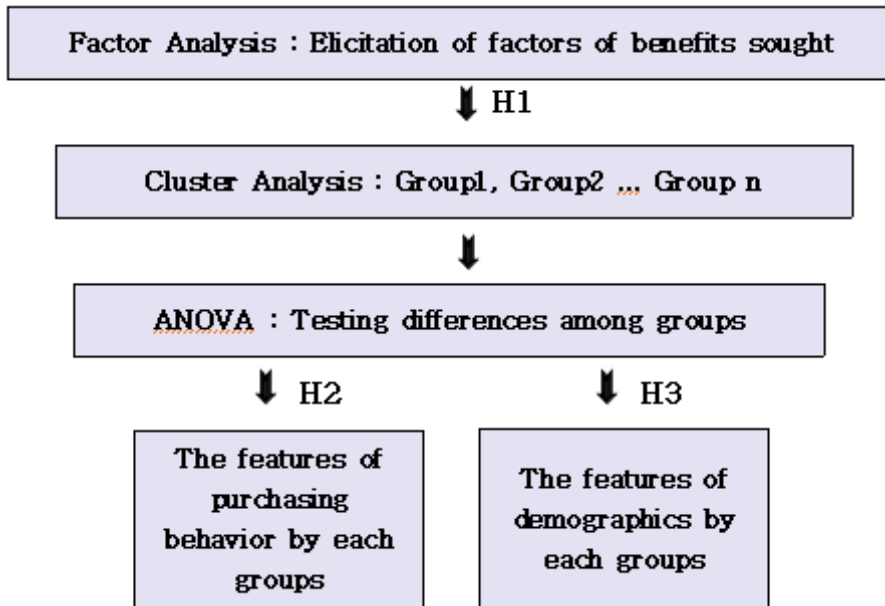 Factor Analysis : Elicitation of factors of benefits sought
H1
Cluster Analysis : Group1, Group2 ... Group n
ANOVA : Testing differences among groups
H2
H3
The features of
purchasing
behavior by each
groups
The features of
demographics by
each groups